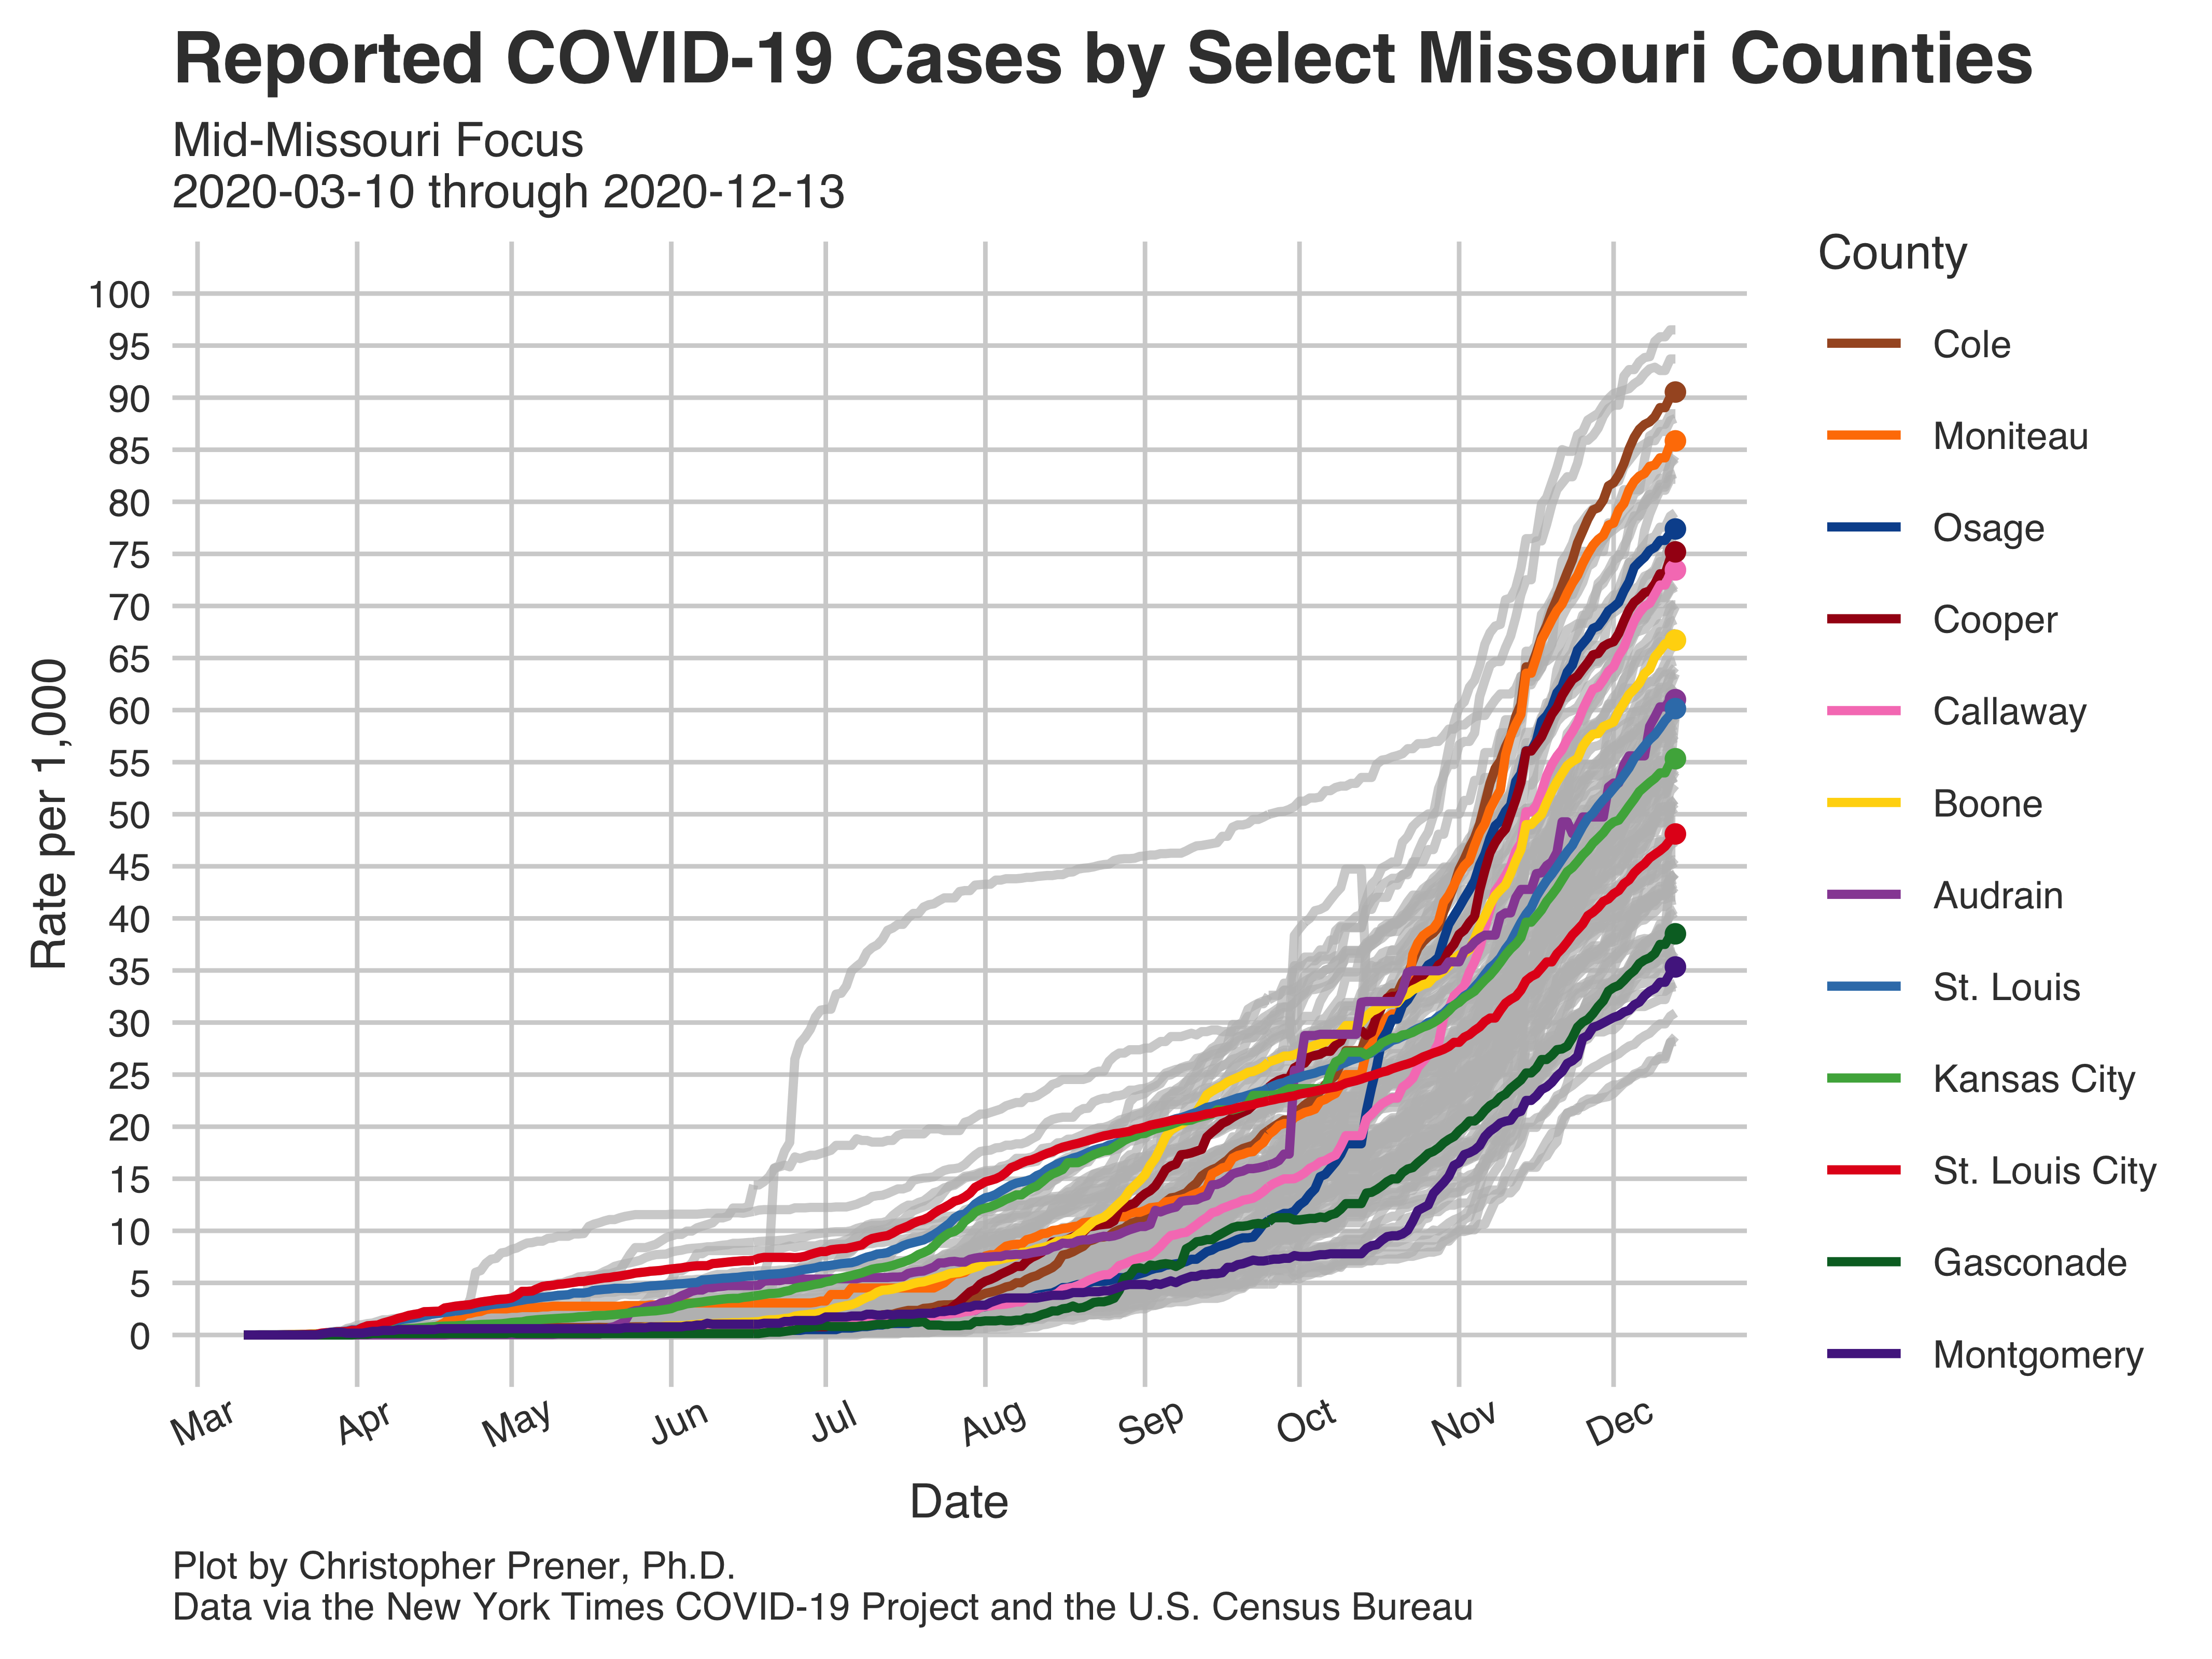 Reported COVID-19 Cases by Select Missouri Counties
Mid-Missouri Focus
2020-03-10 through 2020-12-13
County
Cole
Moniteau
Osage
Cooper
Callaway
Boone
Audrain
St. Louis
Kansas City
St. Louis City
Gasconade
Montgomery
Rate per 1,000
100
95
90
85
80
75
70
65
60
55
50
45
40
35
30
25
20
15
10
5
0
Mar Apr May Jun Jul Aug Sep Oct Nov Dec
Date
Plot by Christopher Prener, Ph.D.
Data via the New York Times COVID-19 Project and the U.S. Census Bureau